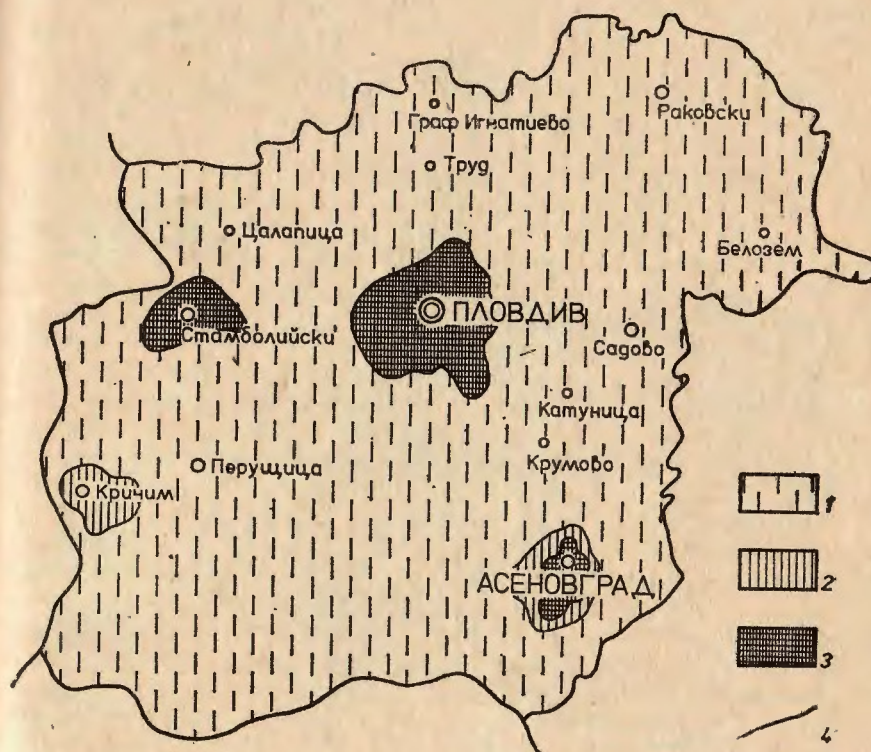 Граф Игнатиево
Раковски
Труд
Цалапица
Белозем
ПЛОВДИВ
Стамболийски
Садово
Катуница
Крумово
Перущица
Кричим
АСЕНОВГРАД
1
2
3
4